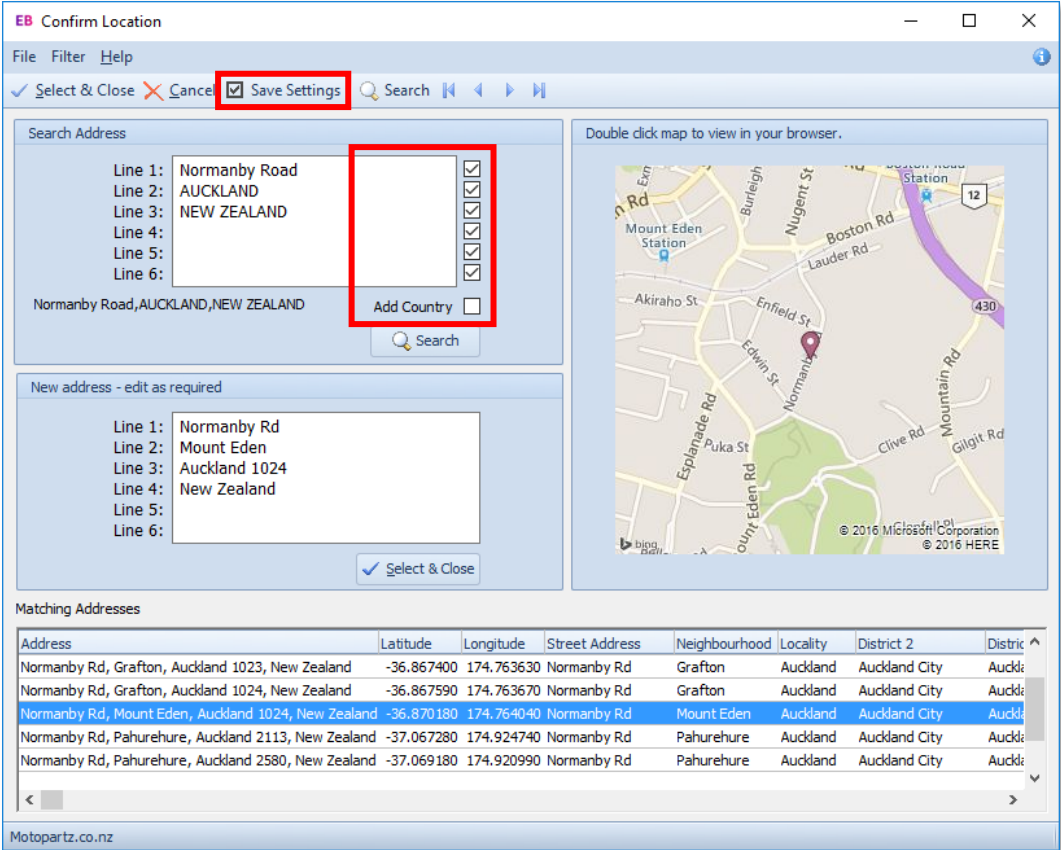 EB Confirm Location
File Filter Help
Select & Close Cancel Save Settings Search
Search Address
Line 1: Normanby Road
Line 2: AUCKLAND
Line 3: NEW ZEALAND
Line 4:
Line 5:
Line 6:
Normanby Road,AUCKLAND,NEW ZEALAND Add Country
Search
New address - edit as required
Line 1: Normanby Rd
Line 2: Mount Eden
Line 3: Auckland 1024
Line 4: New Zealand
Line 5:
Line 6:
Select & Close
Double click map to view in your browser.
Boston Road
Station
12
Burleigh
Nugent St
Mount Eden
Station
Boston Rd
Lauder Rd
Akiraho St
Enfield St
430
Edwin St
Normanby
Mountain Rd
Esplanade Rd
Puka St
Clive Rd
Gilgit Rd
© 2016 Microsoft Corporation
bing
© 2016 HERE
Matching Addresses
Address Latitude Longitude Street Address Neighbourhood Locality District 2 Distric
Normanby Rd, Grafton, Auckland 1023, New Zealand -36.867400 174.763630 Normanby Rd Grafton Auckland Auckland City Auckla
Normanby Rd, Grafton, Auckland 1024, New Zealand -36.867590 174.763670 Normanby Rd Grafton Auckland Auckland City Auckla
Normanby Rd, Mount Eden, Auckland 1024, New Zealand -36.870180 174.764040 Normanby Rd Mount Eden Auckland Auckland City Auckla
Normanby Rd, Pahurehure, Auckland 2113, New Zealand -37.067280 174.924740 Normanby Rd Pahurehure Auckland Auckland City Auckla
Normanby Rd, Pahurehure, Auckland 2580, New Zealand -37.069180 174.920990 Normanby Rd Pahurehure Auckland Auckland City Auckla
Motopartz.co.nz